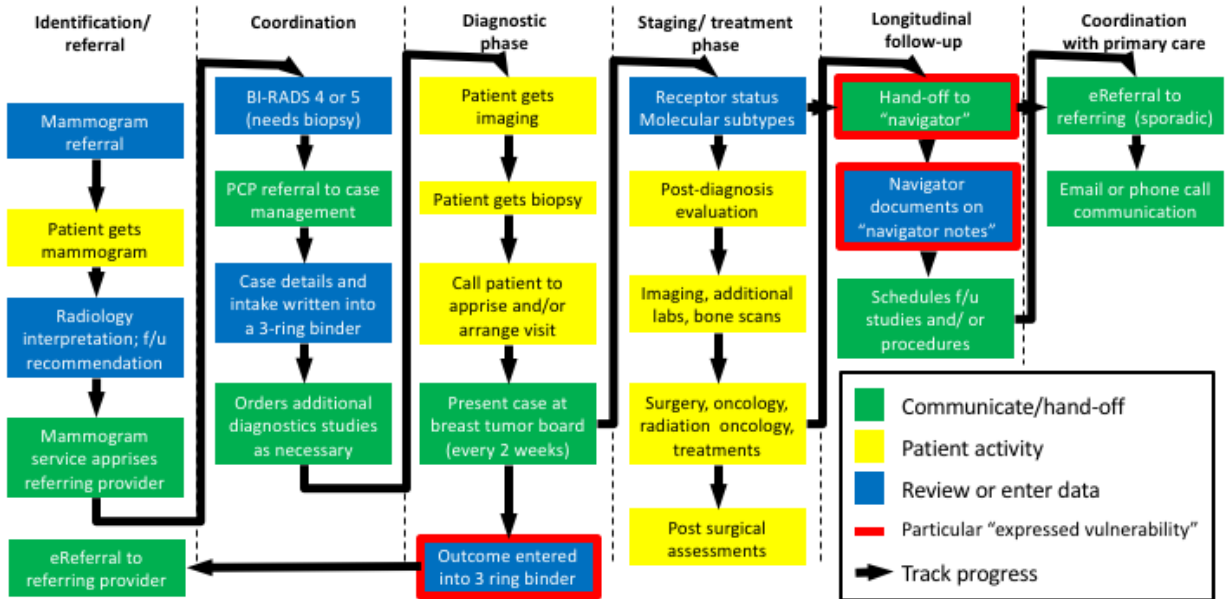 Identification/
referral
Mammogram
referral
Patient gets
mammogram
Radiology
interpretation; f/u
recommendation
Mammogram
service apprises
referring provider
eReferral to
referring provider
Coordination
BI-RADS 4 or 5
(needs biopsy)
PCP referral to case
management
Case details and
intake written into
a 3-ring binder
Orders additional
diagnostics studies
as necessary
Diagnostic
phase
Patient gets
imaging
Patient gets biopsy
Call patient to
apprise and/or
arrange visit
Present case at
breast tumor board
(every 2 weeks)
Outcome entered
into 3 ring binder
Staging/ treatment
phase
Receptor status
Molecular subtypes
Post-diagnosis
evaluation
Imaging, additional
labs, bone scans
Surgery, oncology,
radiation oncology,
treatments
Post surgical
assessments
Longitudinal
follow-up
Hand-off to
“navigator”
Navigator
documents on
“navigator notes”
Schedules f/u
studies and/ or
procedures
Coordination
with primary care
eReferral to
referring (sporadic)
Email or phone call
communication
Communicate/hand-off
Patient activity
Review or enter data
Particular “expressed vulnerability”
Track progress